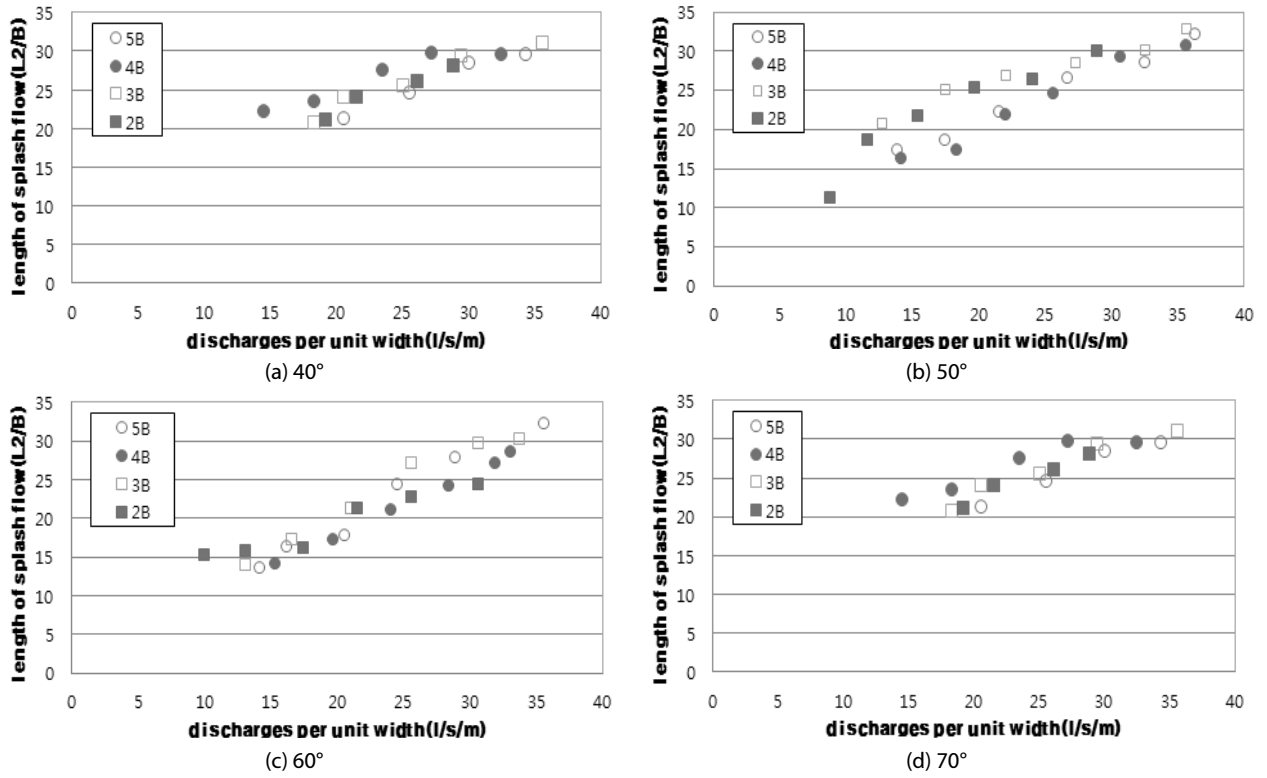 35
30
25
20
15
10
5
0
length of splash flow(L2/B)
5B
4B
3B
2B
0 5 10 15 20 25 30 35 40
discharges per unit width(l/s/m)
(a) 40°
35
30
25
20
15
10
5
0
length of splash flow(L2/B)
5B
4B
3B
2B
0 5 10 15 20 25 30 35 40
discharges per unit width(l/s/m)
(b) 50°
35
30
25
20
15
10
5
0
length of splash flow(L2/B)
5B
4B
3B
2B
0 5 10 15 20 25 30 35 40
discharges per unit width(l/s/m)
(c) 60°
35
30
25
20
15
10
5
0
length of splash flow(L2/B)
5B
4B
3B
2B
0 5 10 15 20 25 30 35 40
discharges per unit width(l/s/m)
(d) 70°